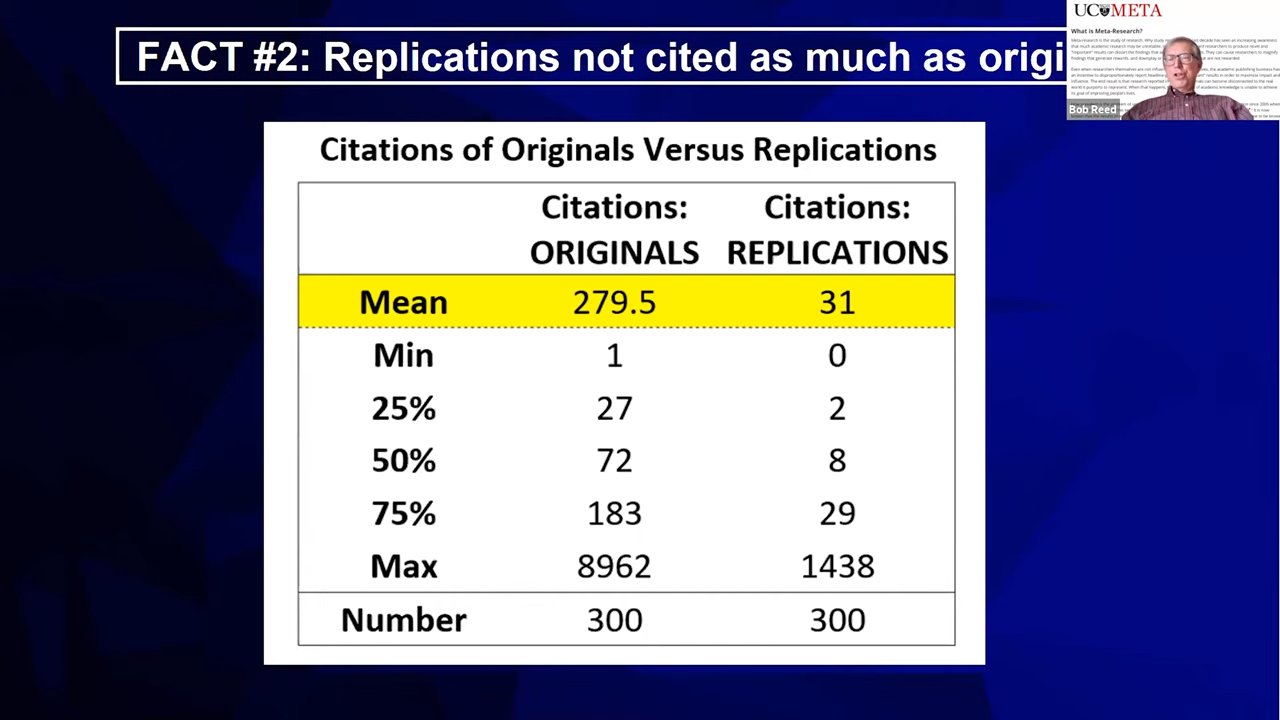 FACT #2: Replications not cited as much as origi
UC META
What is Meta-Research?
Bob Reed
Citations of Originals Versus Replications
Citations: Citations:
ORIGINALS REPLICATIONS
Mean 279.5 31
Min 1 0
25% 27 2
50% 72 8
75% 183 29
Max 8962 1438
Number 300 300